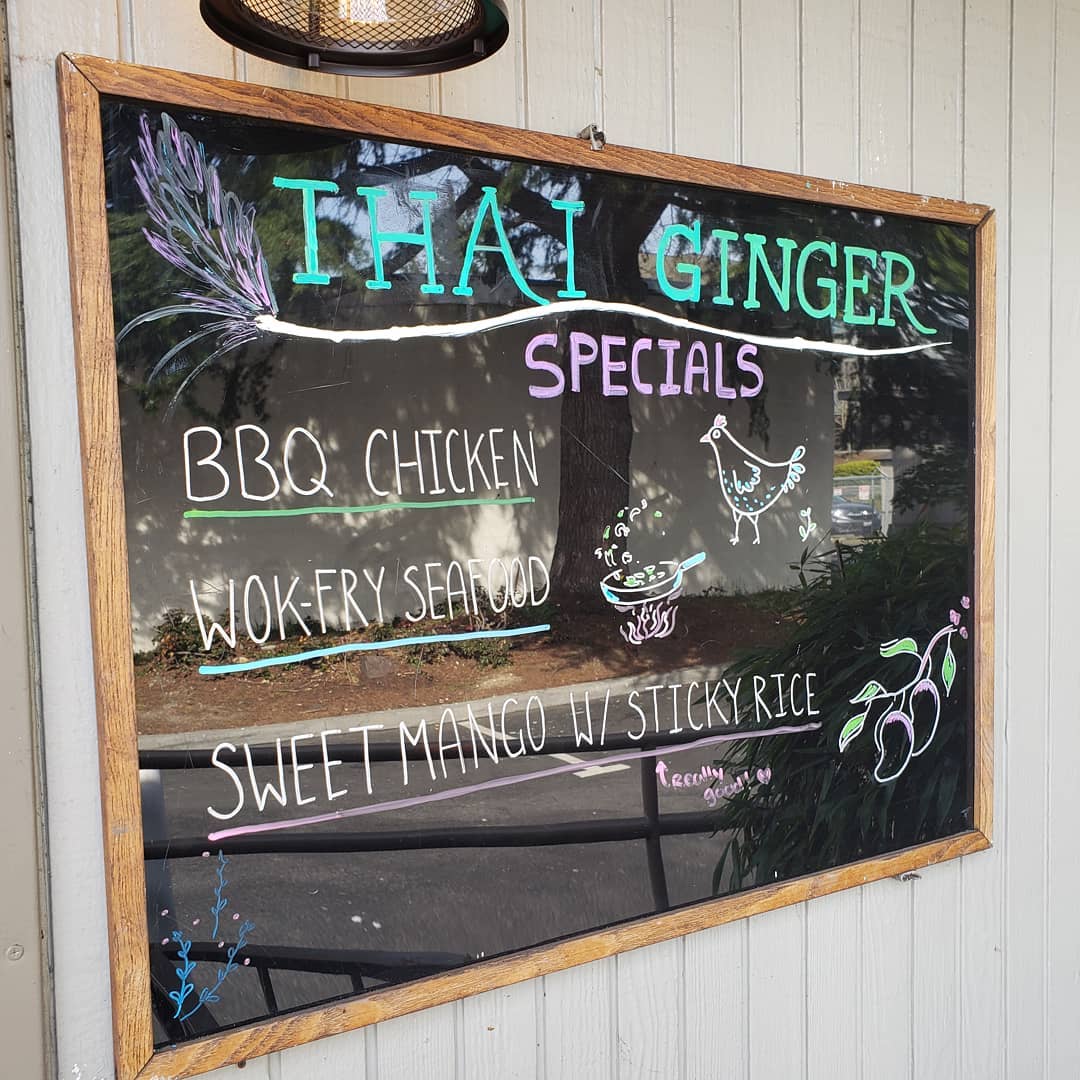 THAI GINGER
SPECIALS
BBQ CHICKEN
WOK-FRY SEAFOOD
SWEET MANGO W/ STICKY RICE
↑really
good! ♡